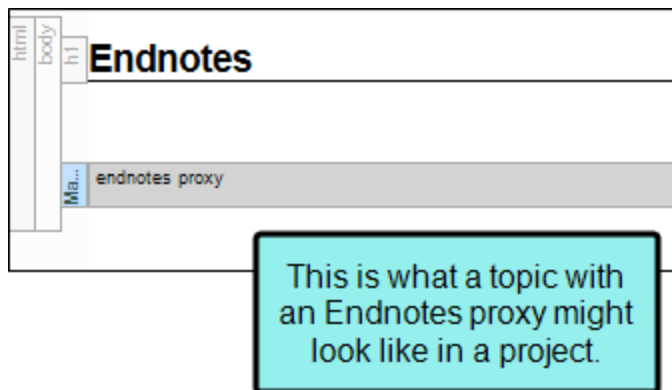 html
body
h1
Endnotes
Ma...
endnotes proxy
This is what a topic with
an Endnotes proxy might
look like in a project.